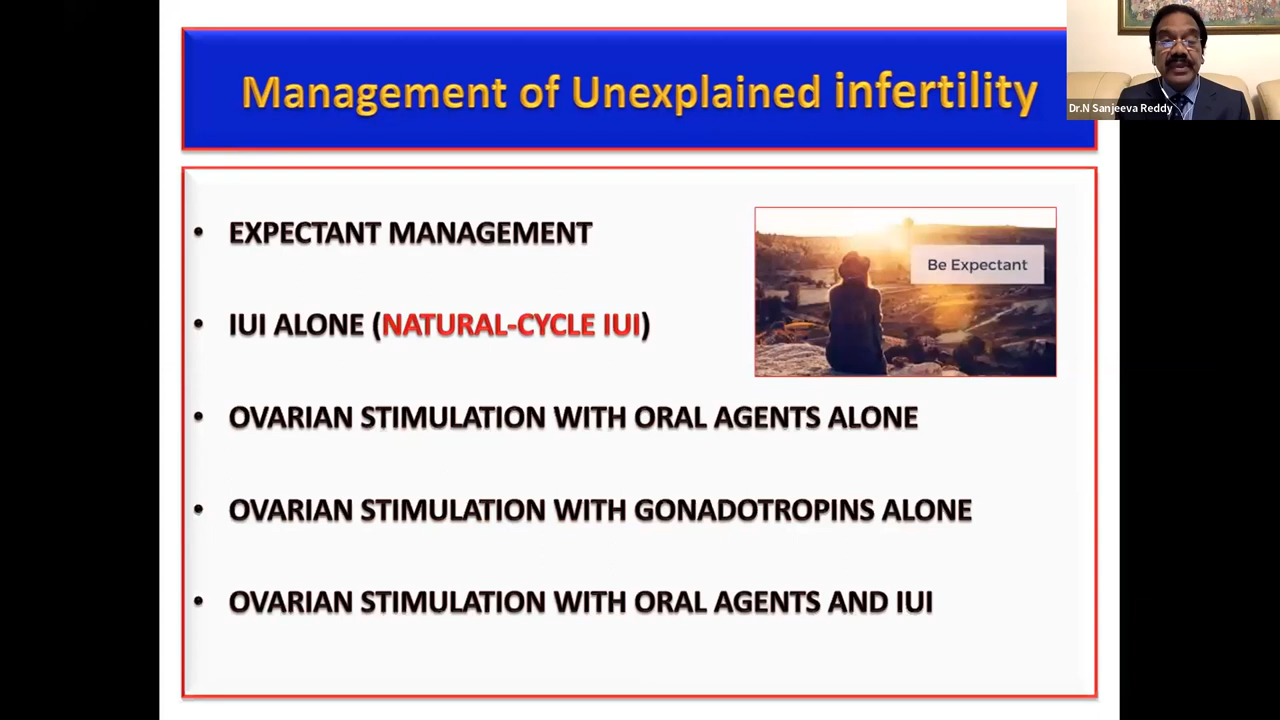 Management of Unexplained infertility
Dr.N Sanjeeva Reddy
• EXPECTANT MANAGEMENT
Be Expectant
• IUI ALONE (NATURAL-CYCLE IUI)
• OVARIAN STIMULATION WITH ORAL AGENTS ALONE
• OVARIAN STIMULATION WITH GONADOTROPINS ALONE
• OVARIAN STIMULATION WITH ORAL AGENTS AND IUI